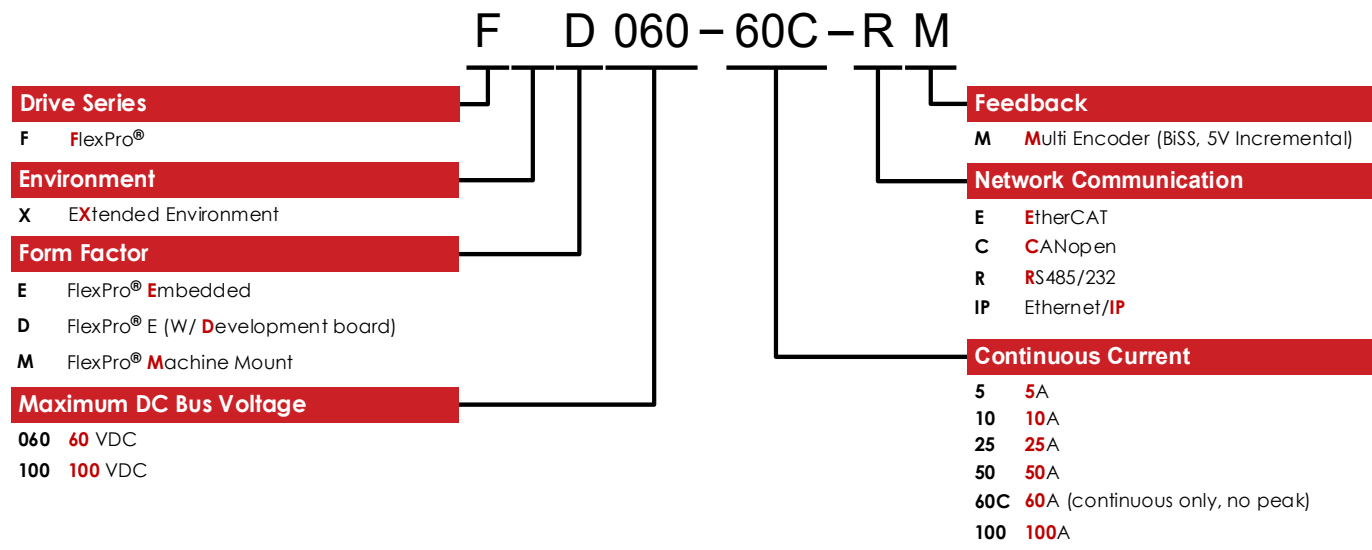 F D 060 – 60C – R M
Drive Series
F FlexPro®
Environment
X EXtended Environment
Form Factor
E FlexPro® Embedded
D FlexPro® E (W/ Development board)
M FlexPro® Machine Mount
Maximum DC Bus Voltage
060 60 VDC
100 100 VDC
Feedback
M Multi Encoder (BiSS, 5V Incremental)
Network Communication
E EtherCAT
C CANopen
R RS485/232
IP Ethernet/IP
Continuous Current
5 5A
10 10A
25 25A
50 50A
60C 60A (continuous only, no peak)
100 100A